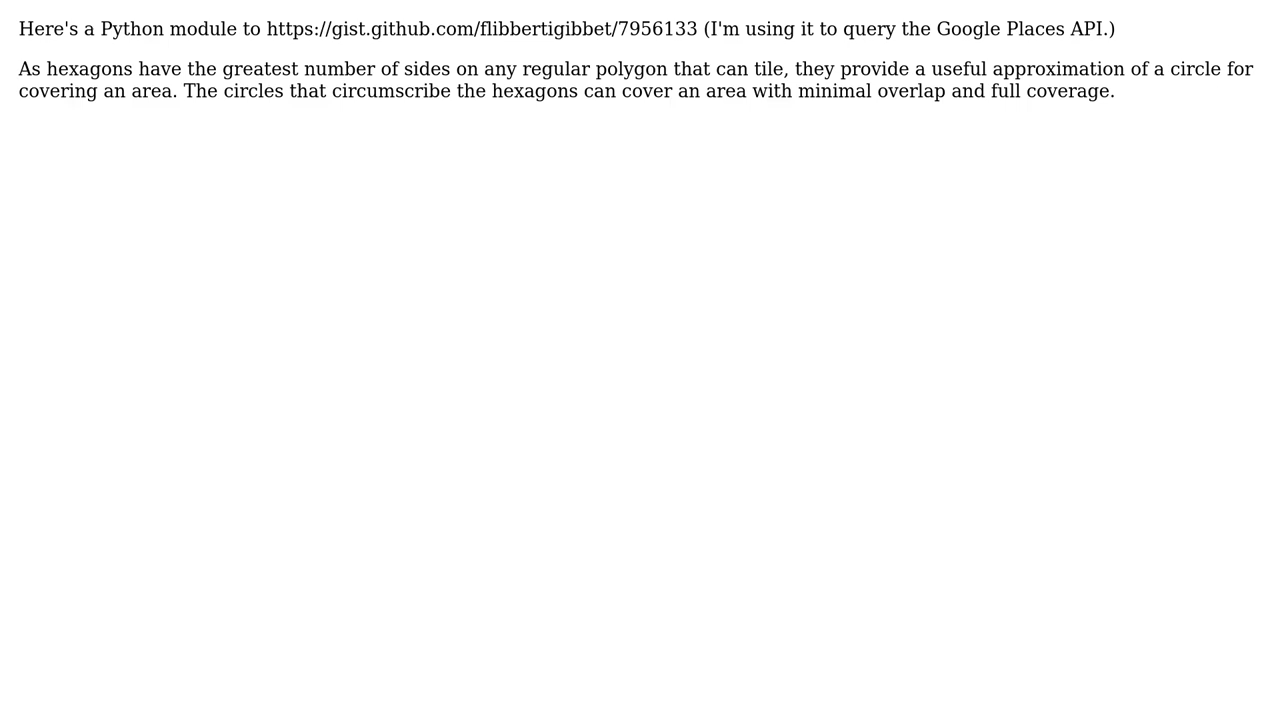 Here's a Python module to https://gist.github.com/flibbertigibbet/7956133 (I'm using it to query the Google Places API.)
As hexagons have the greatest number of sides on any regular polygon that can tile, they provide a useful approximation of a circle for
covering an area. The circles that circumscribe the hexagons can cover an area with minimal overlap and full coverage.